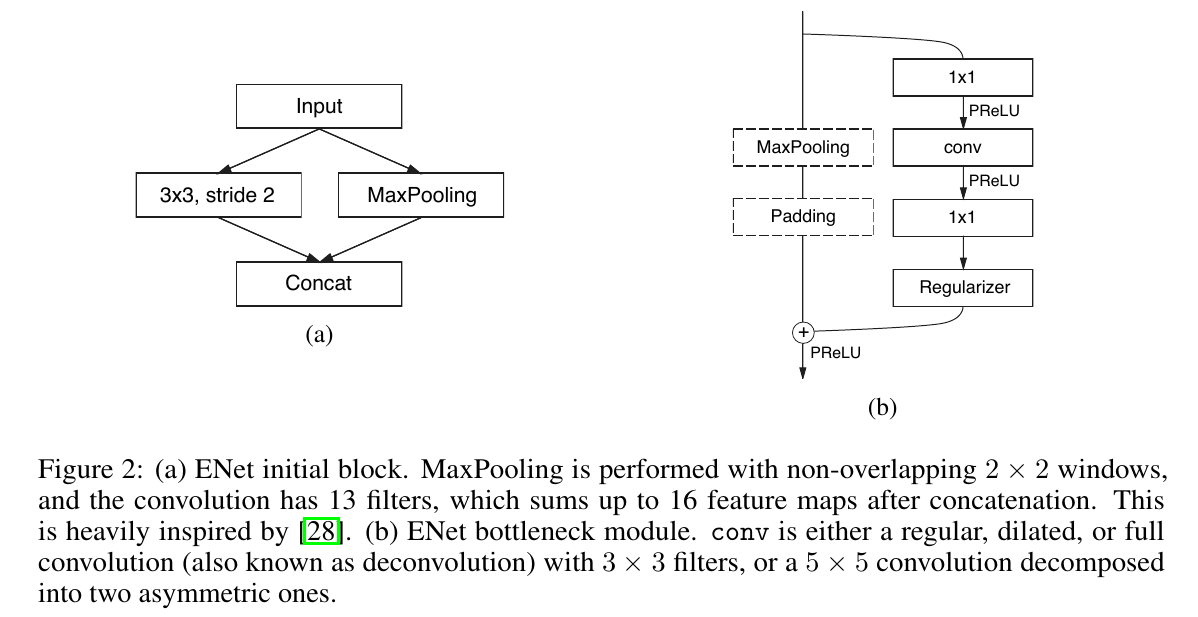 Input
3x3, stride 2
MaxPooling
Concat
(a)
1x1
PReLU
MaxPooling
conv
PReLU
Padding
1x1
Regularizer
+
PReLU
(b)
Figure 2: (a) ENet initial block. MaxPooling is performed with non-overlapping 2 × 2 windows,
and the convolution has 13 filters, which sums up to 16 feature maps after concatenation. This
is heavily inspired by [28]. (b) ENet bottleneck module. conv is either a regular, dilated, or full
convolution (also known as deconvolution) with 3 × 3 filters, or a 5 × 5 convolution decomposed
into two asymmetric ones.